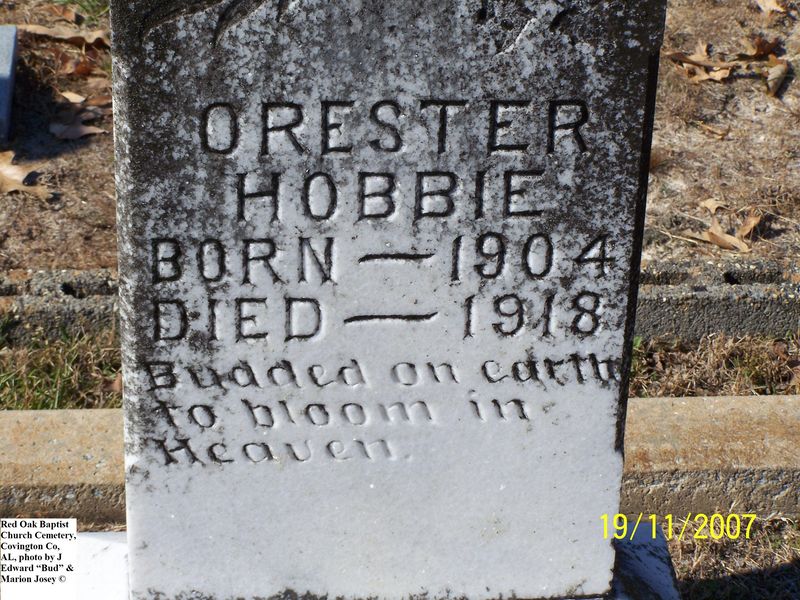 ORESTER
HOBBIE
BORN — 1904
DIED — 1918
Budded on earth
to bloom in
Heaven.
19/11/2007
Red Oak Baptist
Church Cemetery,
Covington Co,
AL, photo by J
Edward “Bud” &
Marion Josey ©